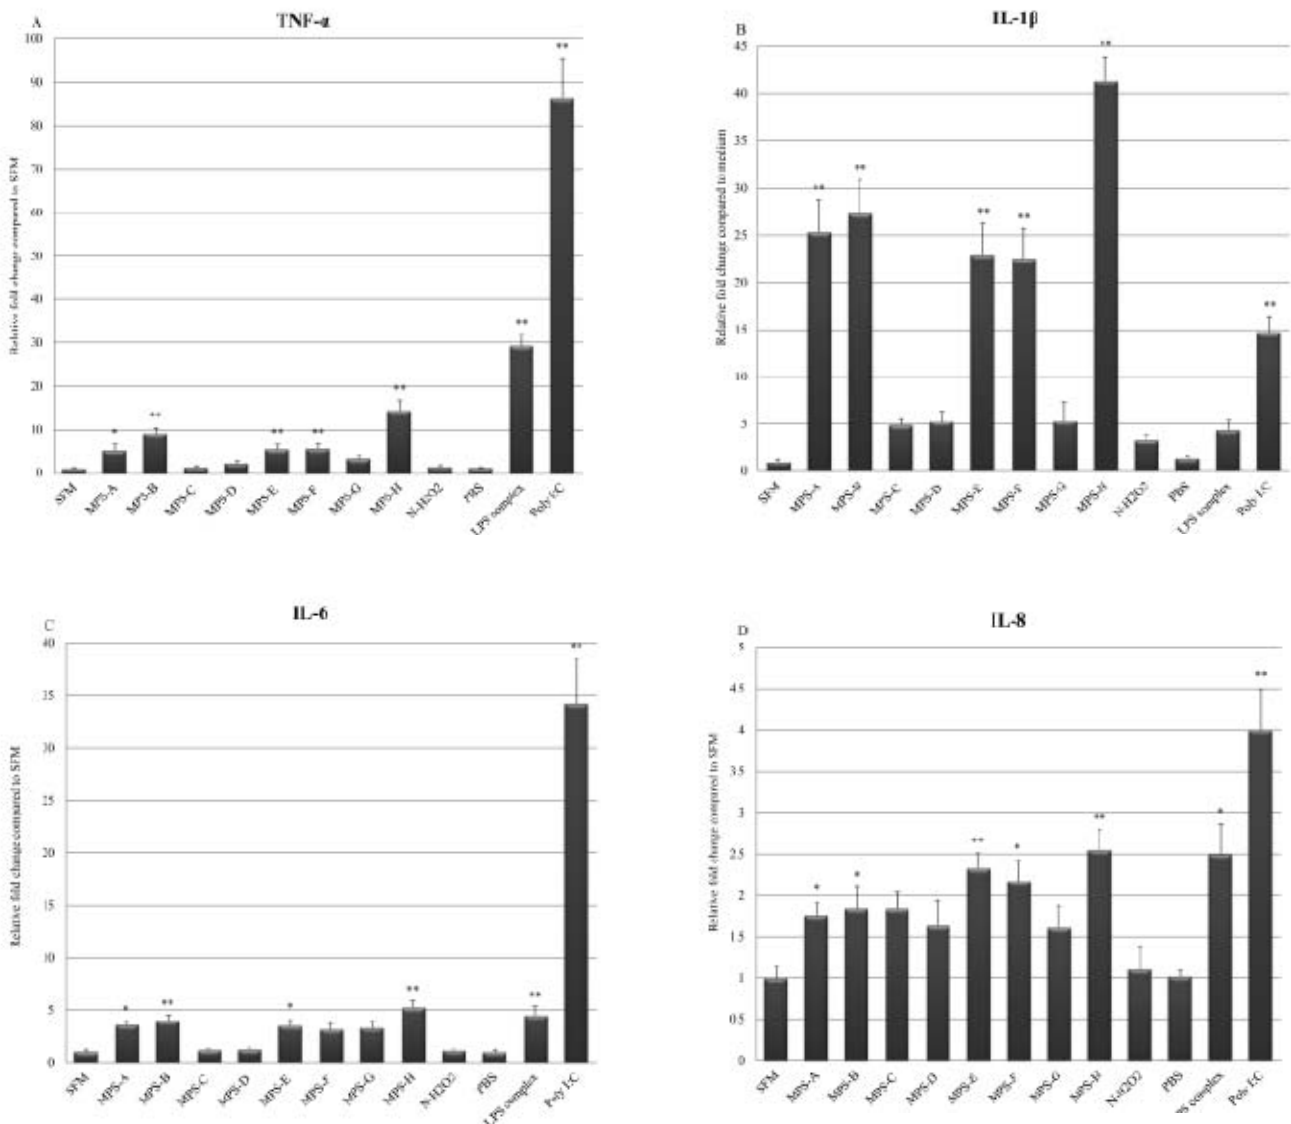 A
TNF-α
Relative fold change compared to SFM
100
90
80
70
60
50
40
30
20
10
0
* ** ** ** ** ** **
SFM MPS-A MPS-B MPS-C MPS-D MPS-E MPS-F MPS-G MPS-H N-H2O2 PBS LPS complex Poly I:C
B
IL-1β
Relative fold change compared to medium
45
40
35
30
25
20
15
10
5
0
** ** ** ** ** **
SFM MPS-A MPS-B MPS-C MPS-D MPS-E MPS-F MPS-G MPS-H N-H2O2 PBS LPS complex Poly I:C
C
IL-6
Relative fold change compared to SFM
40
35
30
25
20
15
10
5
0
* ** * ** ** **
SFM MPS-A MPS-B MPS-C MPS-D MPS-E MPS-F MPS-G MPS-H N-H2O2 PBS LPS complex Poly I:C
D
IL-8
Relative fold change compared to SFM
5
4.5
4
3.5
3
2.5
2
1.5
1
0.5
0
* * ** * ** * **
SFM MPS-A MPS-B MPS-C MPS-D MPS-E MPS-F MPS-G MPS-H N-H2O2 PBS PS complex Poly I:C